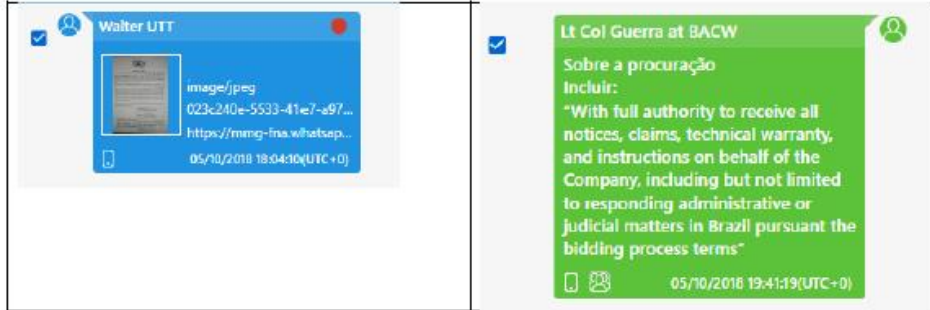 Walter UTT
image/jpeg
023c240e-5533-41e7-a97...
https://mmg-fna.whatsap...
05/10/2018 18:04:10(UTC+0)
Lt Col Guerra at BACW
Sobre a procuração
Incluir:
"With full authority to receive all
notices, claims, technical warranty,
and instructions on behalf of the
Company, including but not limited
to responding administrative or
judicial matters in Brazil pursuant the
bidding process terms"
05/10/2018 19:41:19(UTC+0)